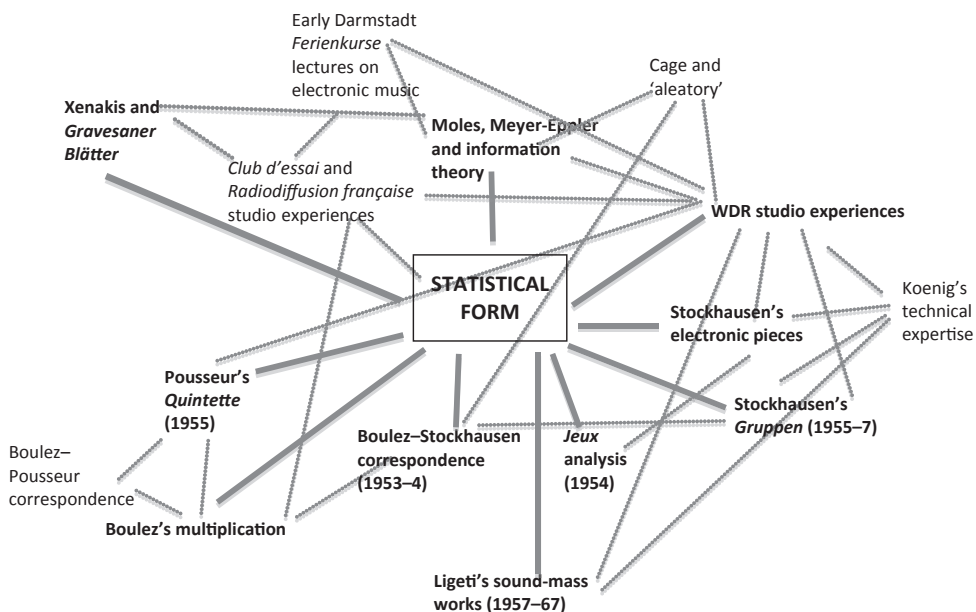 Early Darmstadt
Ferienkurse
lectures on
electronic music
Cage and
‘aleatory’
Xenakis and
Gravesaner
Blätter
Moles, Meyer-Eppler
and information
theory
Club d’essai and
Radiodiffusion française
studio experiences
WDR studio experiences
STATISTICAL
FORM
Koenig’s
technical
expertise
Stockhausen’s
electronic pieces
Pousseur’s
Quintette
(1955)
Stockhausen’s
Gruppen (1955–7)
Boulez–Stockhausen
correspondence
(1953–4)
Jeux
analysis
(1954)
Boulez–
Pousseur
correspondence
Boulez’s multiplication
Ligeti’s sound-mass
works (1957–67)